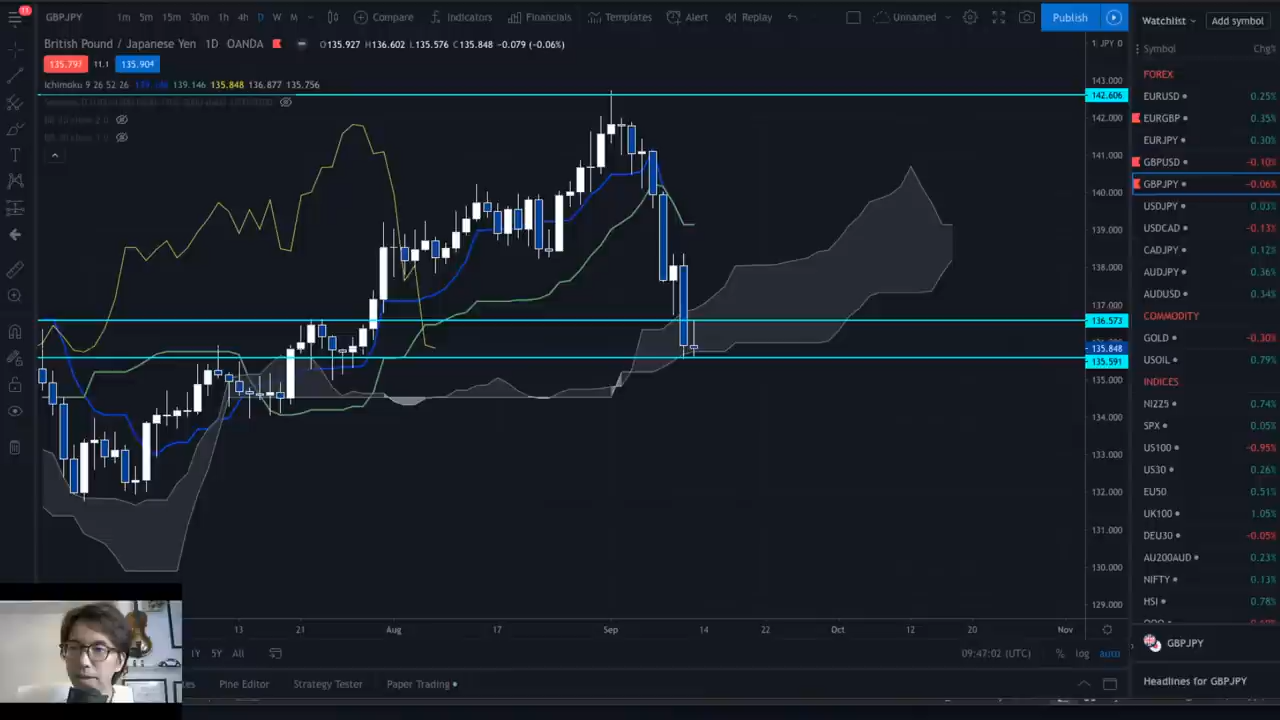 11
GBPJPY 1m 5m 15m 30m 1h 4h D W M Compare Indicators Financials Templates Alert Replay Unnamed Publish
British Pound / Japanese Yen 1D OANDA O135.927 H136.602 L135.576 C135.848 -0.079 (-0.06%)
135.797 11.1 135.904
Ichimoku 9 26 52 26 139.146 135.848 136.877 135.756
JPY
143.000
142.606
142.000
141.000
140.000
139.000
138.000
137.000
136.573
135.848
135.591
135.000
134.000
133.000
132.000
131.000
130.000
129.000
13 21 Aug 17 Sep 14 22 Oct 12 20 Nov
1Y 5Y All 09:47:02 (UTC) % log auto
Pine Editor Strategy Tester Paper Trading
Watchlist Add symbol
Symbol Chg%
FOREX
EURUSD 0.25%
EURGBP 0.35%
EURJPY 0.30%
GBPUSD -0.10%
GBPJPY -0.06%
USDJPY 0.03%
USDCAD -0.13%
CADJPY 0.12%
AUDJPY 0.36%
AUDUSD 0.34%
COMMODITY
GOLD -0.30%
USOIL 0.79%
INDICES
NI225 0.74%
SPX 0.05%
US100 -0.95%
US30 0.26%
EU50 0.51%
UK100 1.05%
DEU30 -0.05%
AU200AUD 0.23%
NIFTY 0.13%
HSI 0.78%
GBPJPY
Headlines for GBPJPY